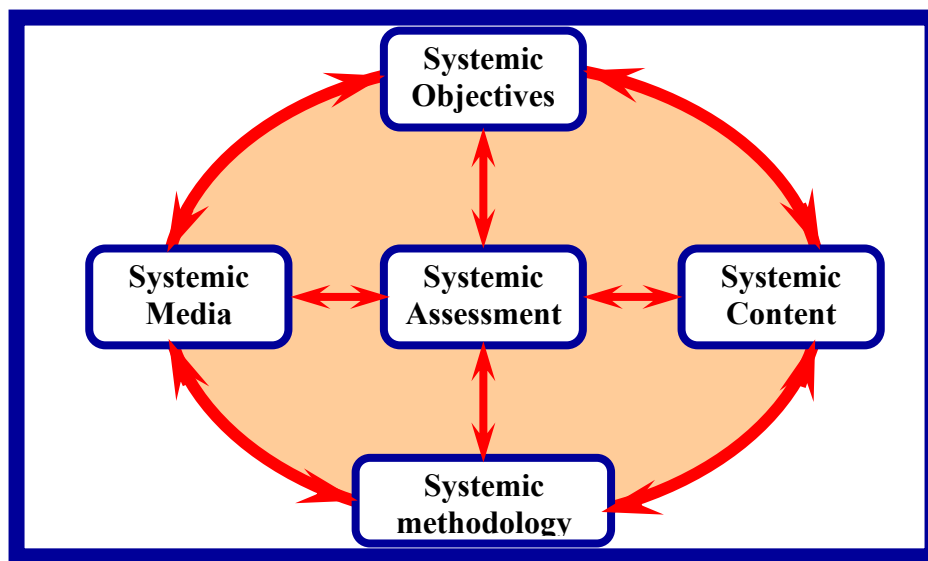 Systemic
Objectives
Systemic
Media
Systemic
Assessment
Systemic
Content
Systemic
methodology